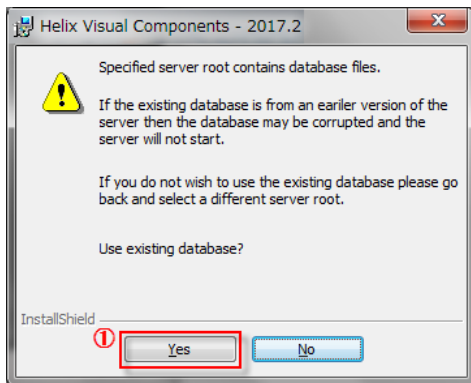 Helix Visual Components - 2017.2
Specified server root contains database files.
If the existing database is from an eariler version of the
server then the database may be corrupted and the
server will not start.
If you do not wish to use the existing database please go
back and select a different server root.
Use existing database?
InstallShield
①
Yes
No